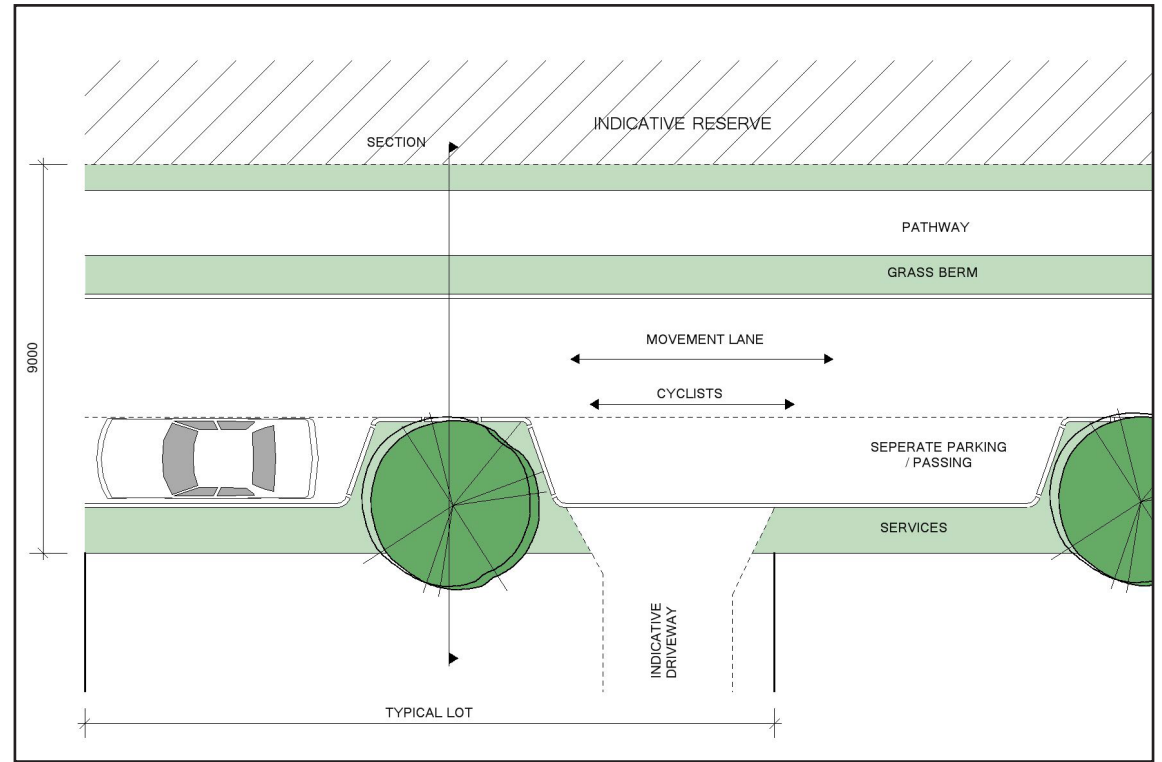 INDICATIVE RESERVE
SECTION
PATHWAY
GRASS BERM
MOVEMENT LANE
9000
CYCLISTS
SEPERATE PARKING
/ PASSING
SERVICES
INDICATIVE
DRIVEWAY
TYPICAL LOT